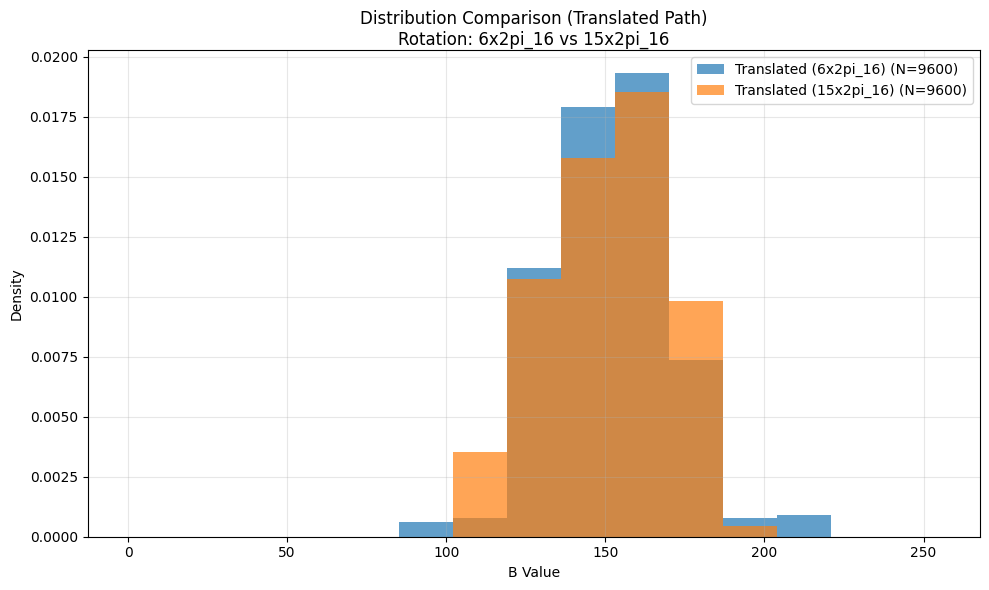 Distribution Comparison (Translated Path)
Rotation: 6x2pi_16 vs 15x2pi_16
Translated (6x2pi_16) (N=9600)
Translated (15x2pi_16) (N=9600)
0.0200
0.0175
0.0150
0.0125
0.0100
0.0075
0.0050
0.0025
0.0000
Density
0 50 100 150 200 250
B Value